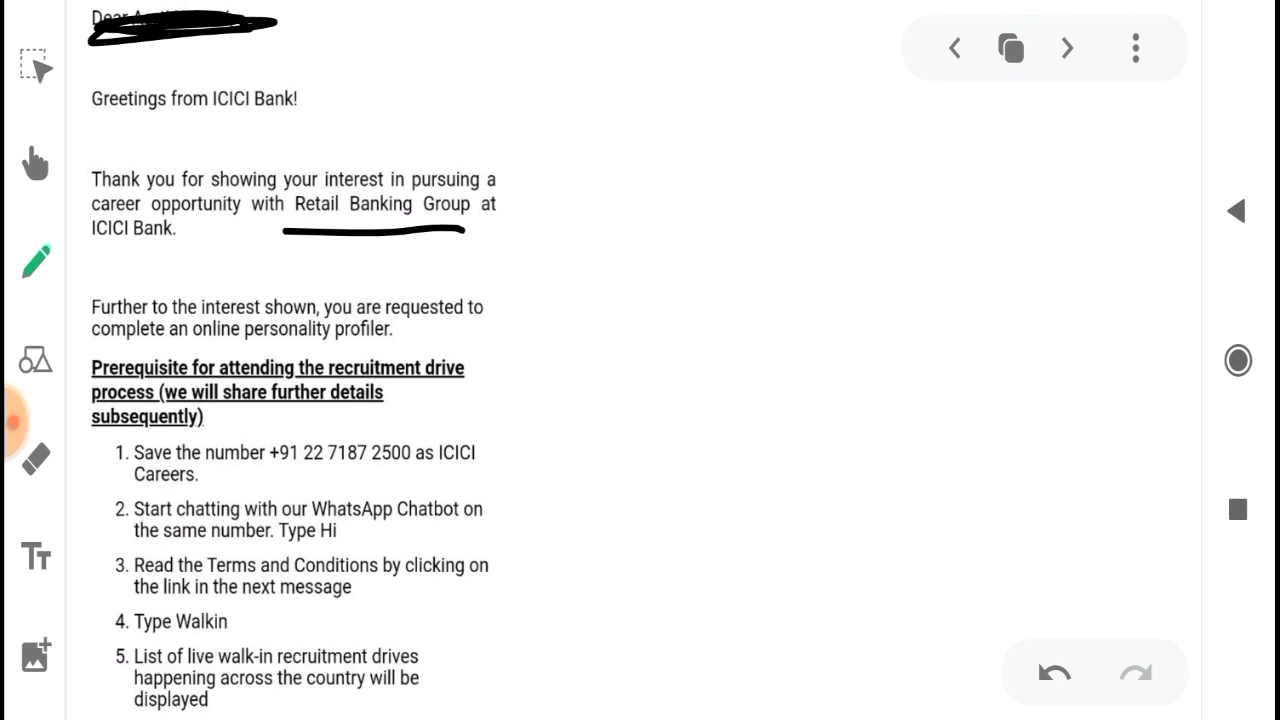 Dear
Greetings from ICICI Bank!
Thank you for showing your interest in pursuing a
career opportunity with Retail Banking Group at
ICICI Bank.
Further to the interest shown, you are requested to
complete an online personality profiler.
Prerequisite for attending the recruitment drive
process (we will share further details
subsequently)
1. Save the number +91 22 7187 2500 as ICICI
Careers.
2. Start chatting with our WhatsApp Chatbot on
the same number. Type Hi
3. Read the Terms and Conditions by clicking on
the link in the next message
4. Type Walkin
5. List of live walk-in recruitment drives
happening across the country will be
displayed
TT